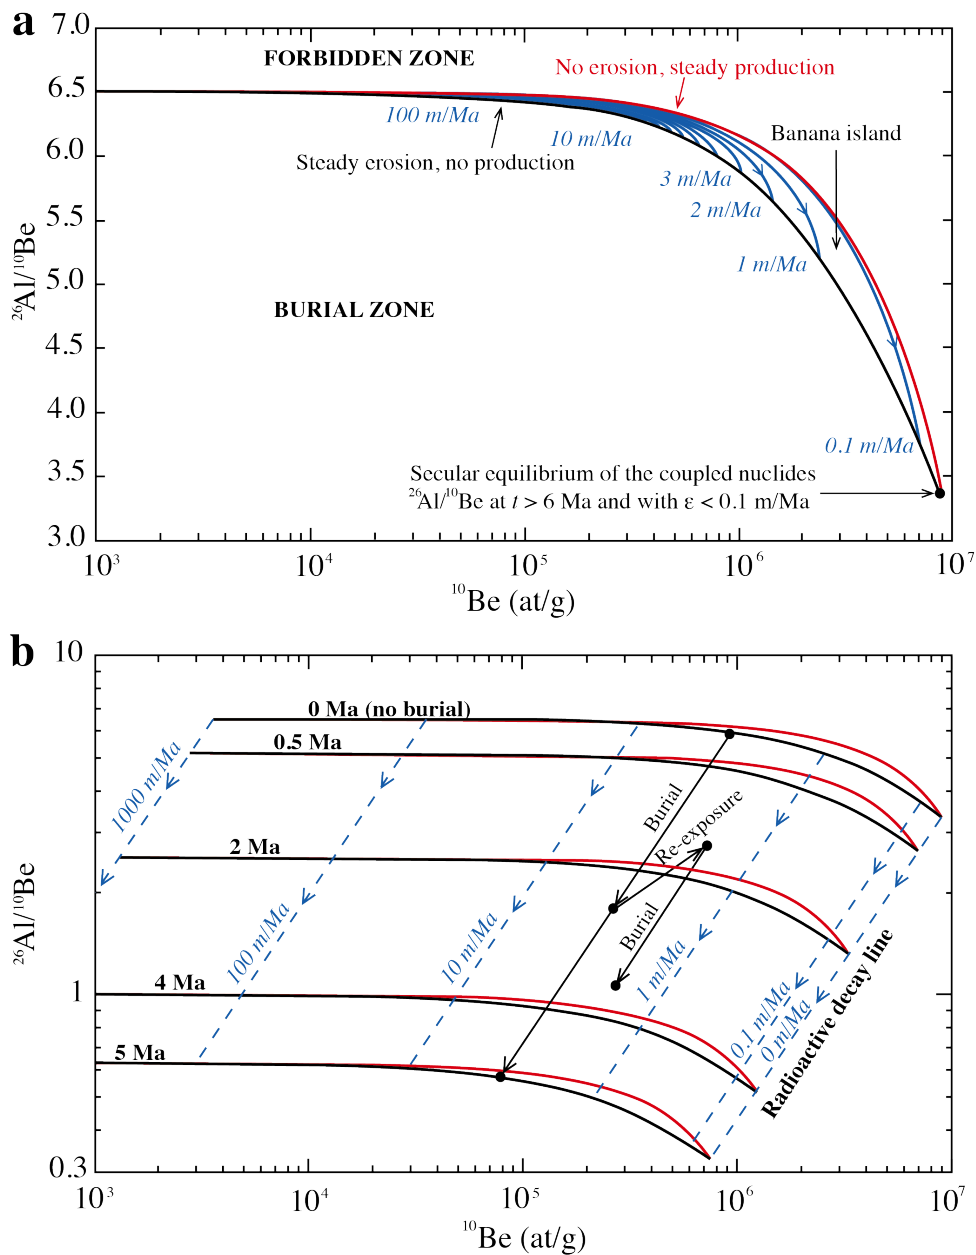 a
7.0
FORBIDDEN ZONE
No erosion, steady production
6.5
100 m/Ma
10 m/Ma
Banana island
6.0
Steady erosion, no production
3 m/Ma
5.5
2 m/Ma
²⁶Al/¹⁰Be
1 m/Ma
5.0
BURIAL ZONE
4.5
4.0
0.1 m/Ma
3.5
Secular equilibrium of the coupled nuclides
²⁶Al/¹⁰Be at t > 6 Ma and with ε < 0.1 m/Ma
3.0
10³ 10⁴ 10⁵ 10⁶ 10⁷
¹⁰Be (at/g)
b
10
0 Ma (no burial)
0.5 Ma
1000 m/Ma
Burial
Re-exposure
2 Ma
²⁶Al/¹⁰Be
100 m/Ma
10 m/Ma
Burial
1 m/Ma
0.1 m/Ma
0 m/Ma
Radioactive decay line
4 Ma
1
5 Ma
0.3
10³ 10⁴ 10⁵ 10⁶ 10⁷
¹⁰Be (at/g)